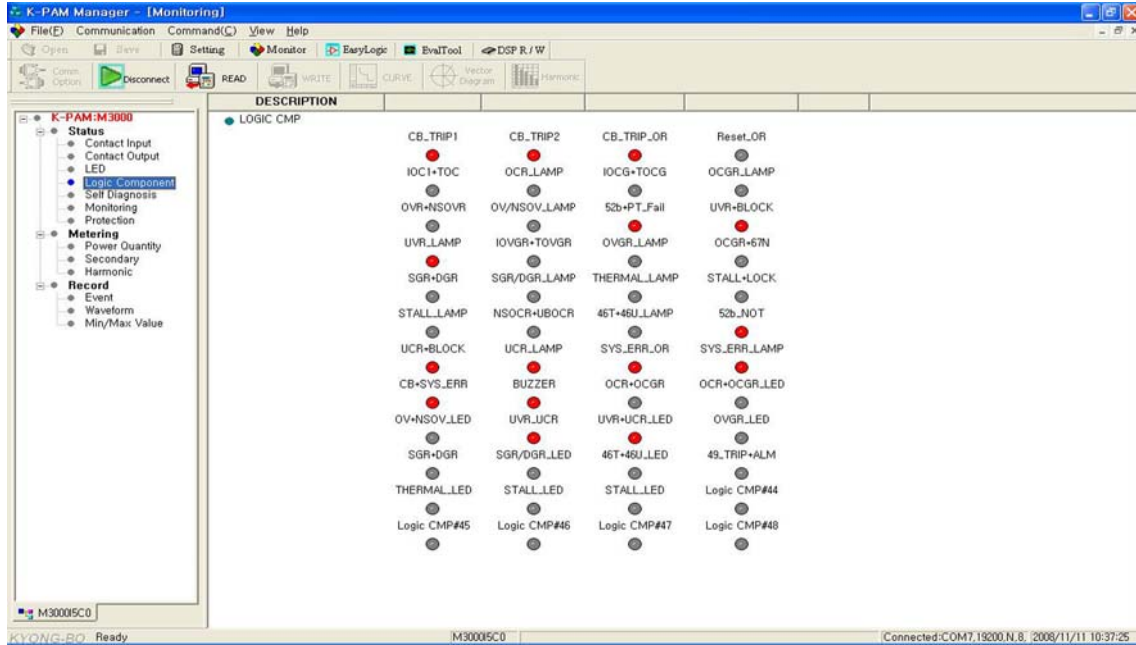 K-PAM Manager - [Monitoring]
File(F) Communication Command(C) View Help
Open Save Setting Monitor EasyLogic EvalTool DSP R / W
Comm. Option Disconnect READ WRITE CURVE Vector Diagram Harmonic
DESCRIPTION
K-PAM:M3000
Status
Contact Input
Contact Output
LED
Logic Component
Self Diagnosis
Monitoring
Protection
Metering
Power Quantity
Secondary
Harmonic
Record
Event
Waveform
Min/Max Value
M3000I5C0
LOGIC CMP
CB_TRIP1 CB_TRIP2 CB_TRIP_OR Reset_OR
IOC1+TOC OCR_LAMP IOCG+TOCG OCGR_LAMP
OVR+NSOVR OV/NSOV_LAMP 52b+PT_Fail UVR+BLOCK
UVR_LAMP IOVGR+TOVGR OVGR_LAMP OCGR+67N
SGR+DGR SGR/DGR_LAMP THERMAL_LAMP STALL+LOCK
STALL_LAMP NSOCR+UBOCR 46T+46U_LAMP 52b_NOT
UCR+BLOCK UCR_LAMP SYS_ERR_OR SYS_ERR_LAMP
CB+SYS_ERR BUZZER OCR+OCGR OCR+OCGR_LED
OV+NSOV_LED UVR_UCR UVR+UCR_LED OVGR_LED
SGR+DGR SGR/DGR_LED 46T+46U_LED 49_TRIP+ALM
THERMAL_LED STALL_LED STALL_LED Logic CMP#44
Logic CMP#45 Logic CMP#46 Logic CMP#47 Logic CMP#48
KYONG-BO Ready M3000I5C0 Connected:COM7,19200,N,8, 2008/11/11 10:37:25